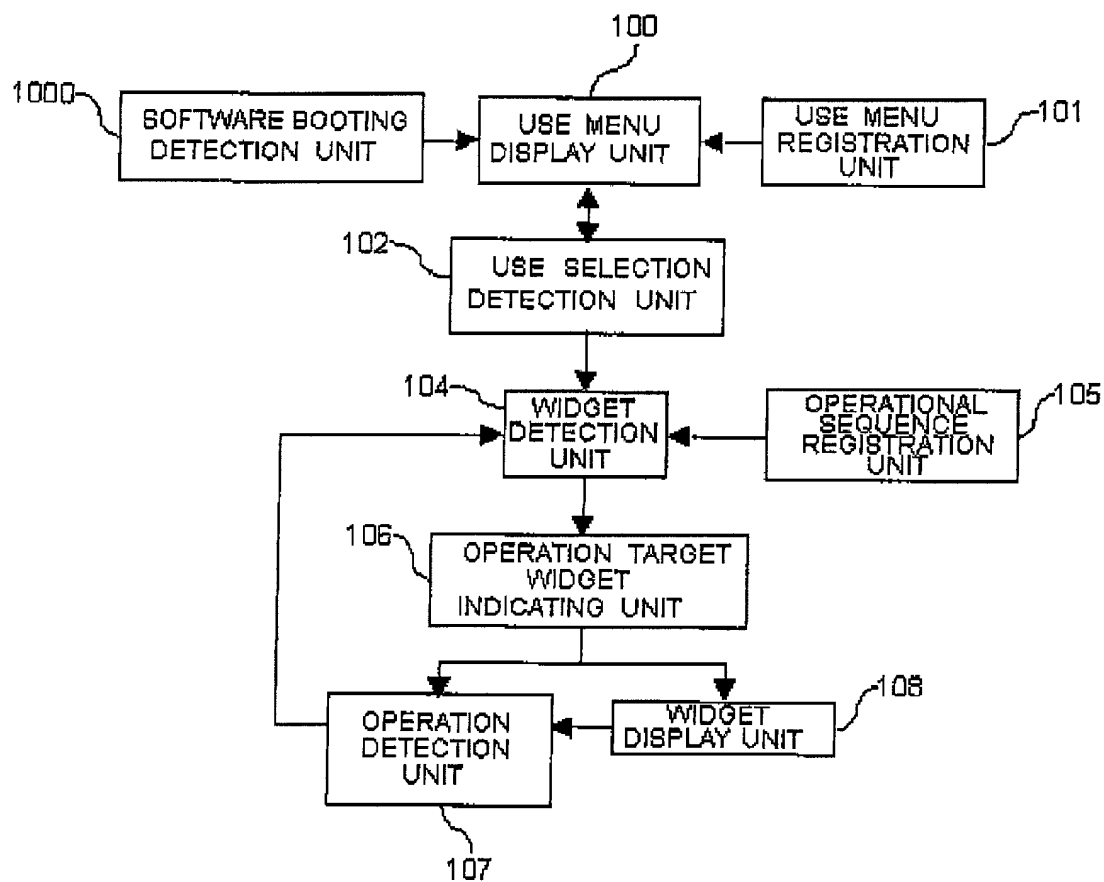 100
1000
SOFTWARE BOOTING
DETECTION UNIT
USE MENU
DISPLAY UNIT
USE MENU
REGISTRATION
UNIT
101
102
USE SELECTION
DETECTION UNIT
104
WIDGET
DETECTION
UNIT
OPERATIONAL
SEQUENCE
REGISTRATION
UNIT
105
106
OPERATION TARGET
WIDGET
INDICATING UNIT
OPERATION
DETECTION
UNIT
WIDGET
DISPLAY UNIT
108
107